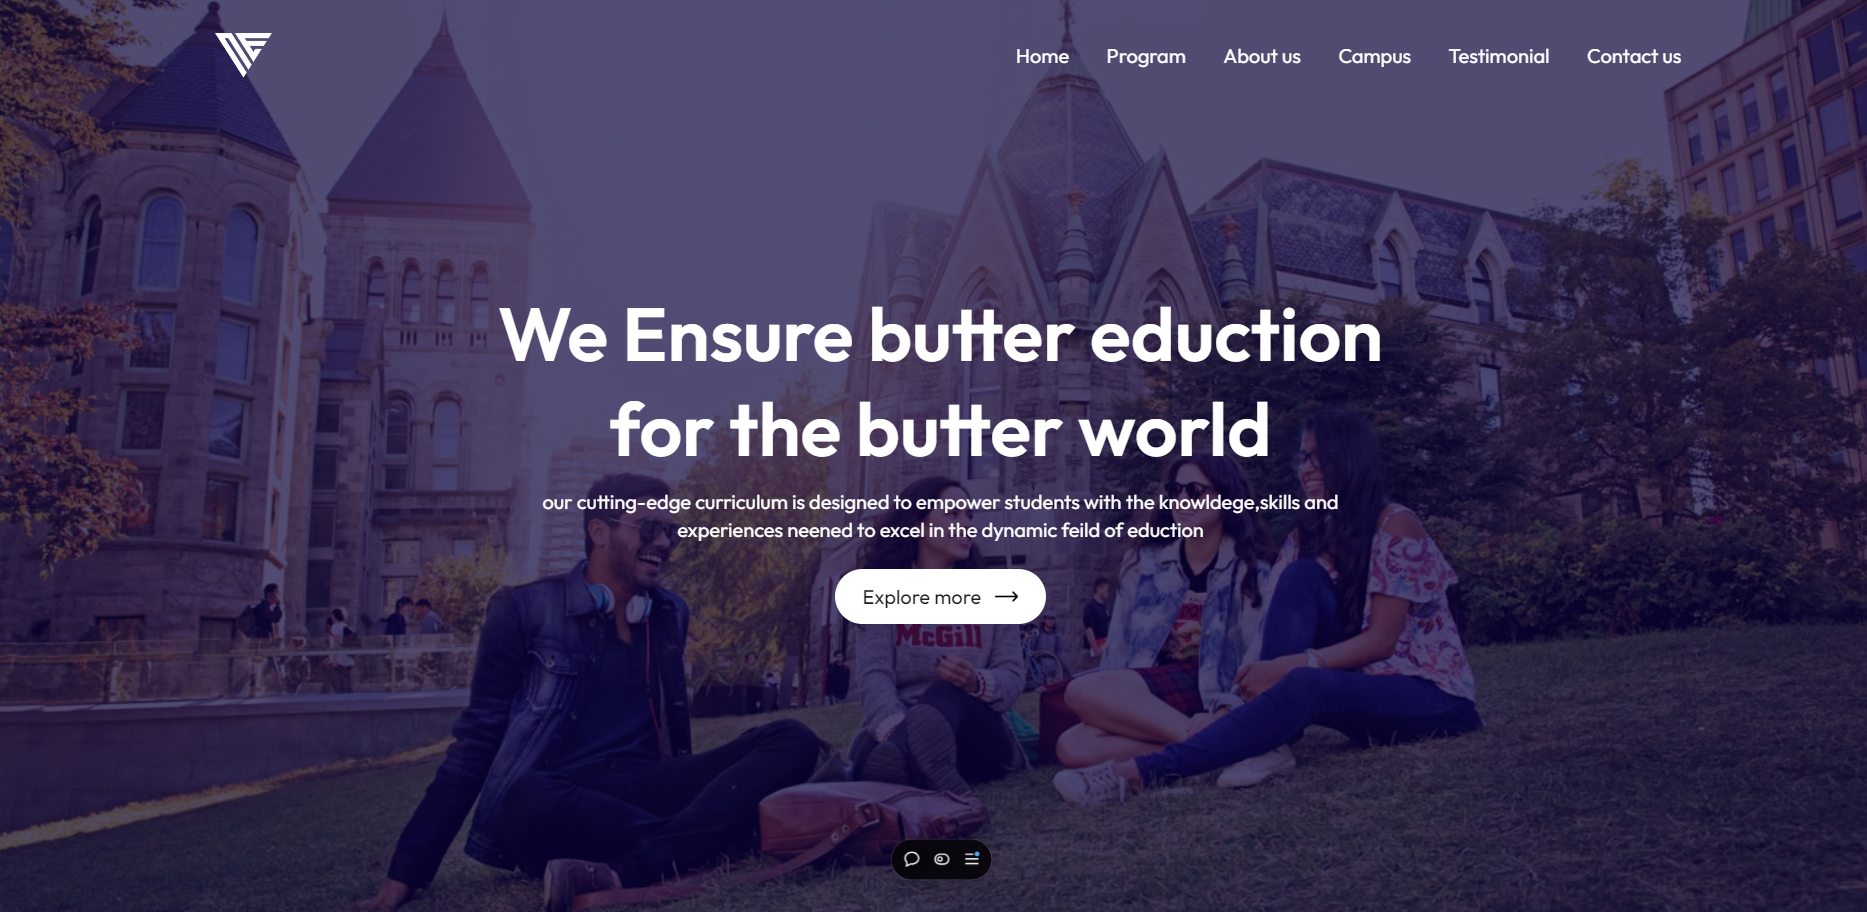 Home Program About us Campus Testimonial Contact us
We Ensure butter eduction
for the butter world
our cutting-edge curriculum is designed to empower students with the knowldege,skills and
experiences neened to excel in the dynamic feild of eduction
Explore more
McGill